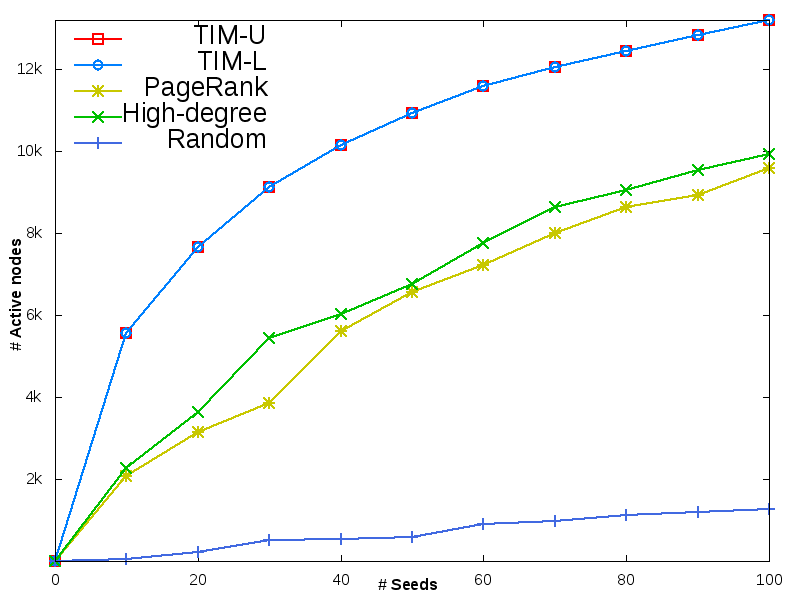 TIM-U
TIM-L
PageRank
High-degree
Random
12k
10k
8k
6k
4k
2k
# Active nodes
0 20 40 60 80 100
# Seeds